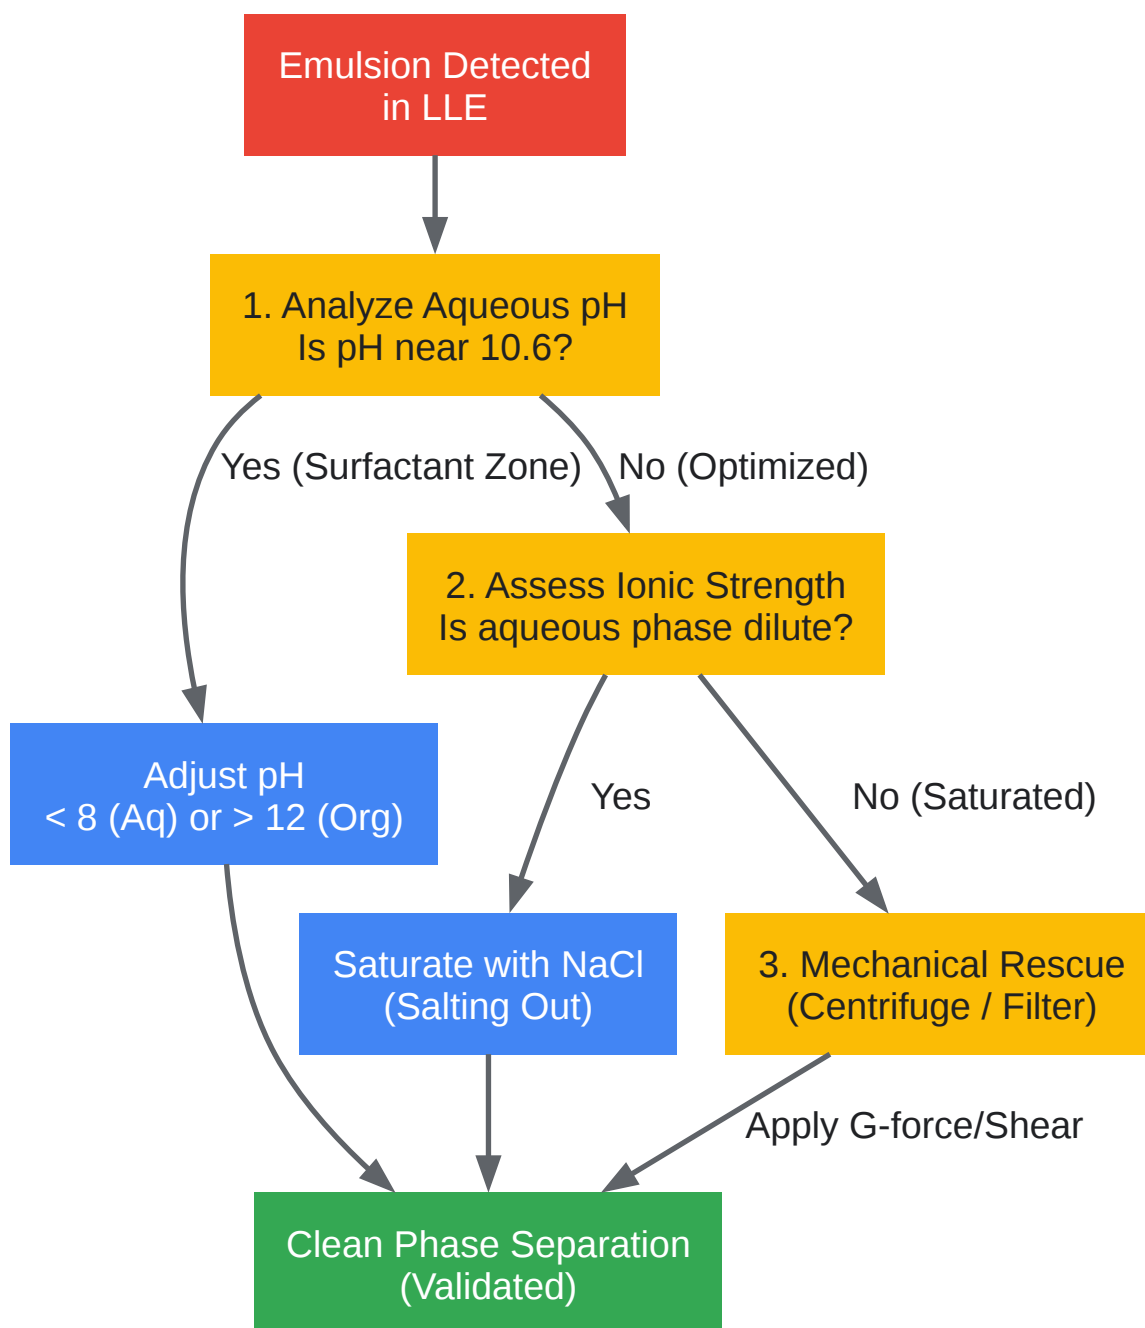 Emulsion Detected
in LLE
1. Analyze Aqueous pH
Is pH near 10.6?
Yes (Surfactant Zone)
No (Optimized)
2. Assess Ionic Strength
Is aqueous phase dilute?
Adjust pH
< 8 (Aq) or > 12 (Org)
Yes
No (Saturated)
Saturate with NaCl
(Salting Out)
3. Mechanical Rescue
(Centrifuge / Filter)
Apply G-force/Shear
Clean Phase Separation
(Validated)